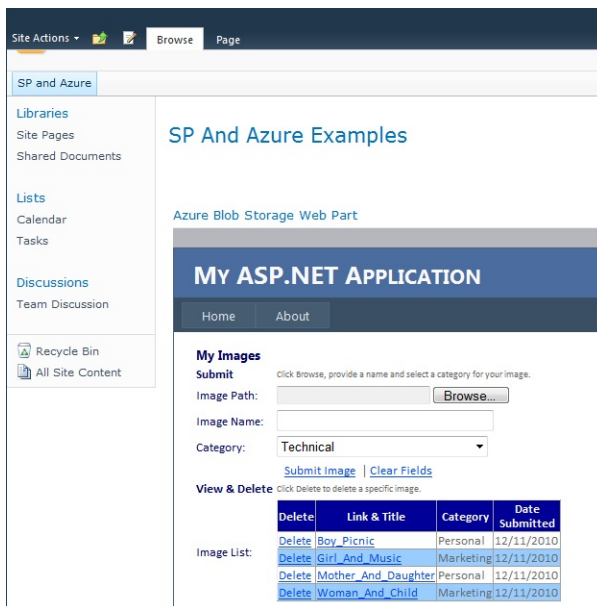 Site Actions
Browse
Page
SP and Azure
Libraries
Site Pages
Shared Documents
Lists
Calendar
Tasks
Discussions
Team Discussion
Recycle Bin
All Site Content
SP And Azure Examples
Azure Blob Storage Web Part
MY ASP.NET APPLICATION
Home About
My Images
Submit Click Browse, provide a name and select a category for your image.
Image Path: Browse...
Image Name:
Category: Technical
Submit Image | Clear Fields
View & Delete Click Delete to delete a specific image.
Image List:
Delete Link & Title Category Date Submitted
Delete Boy_Picnic Personal 12/11/2010
Delete Girl_And_Music Marketing 12/11/2010
Delete Mother_And_Daughter Personal 12/11/2010
Delete Woman_And_Child Marketing 12/11/2010